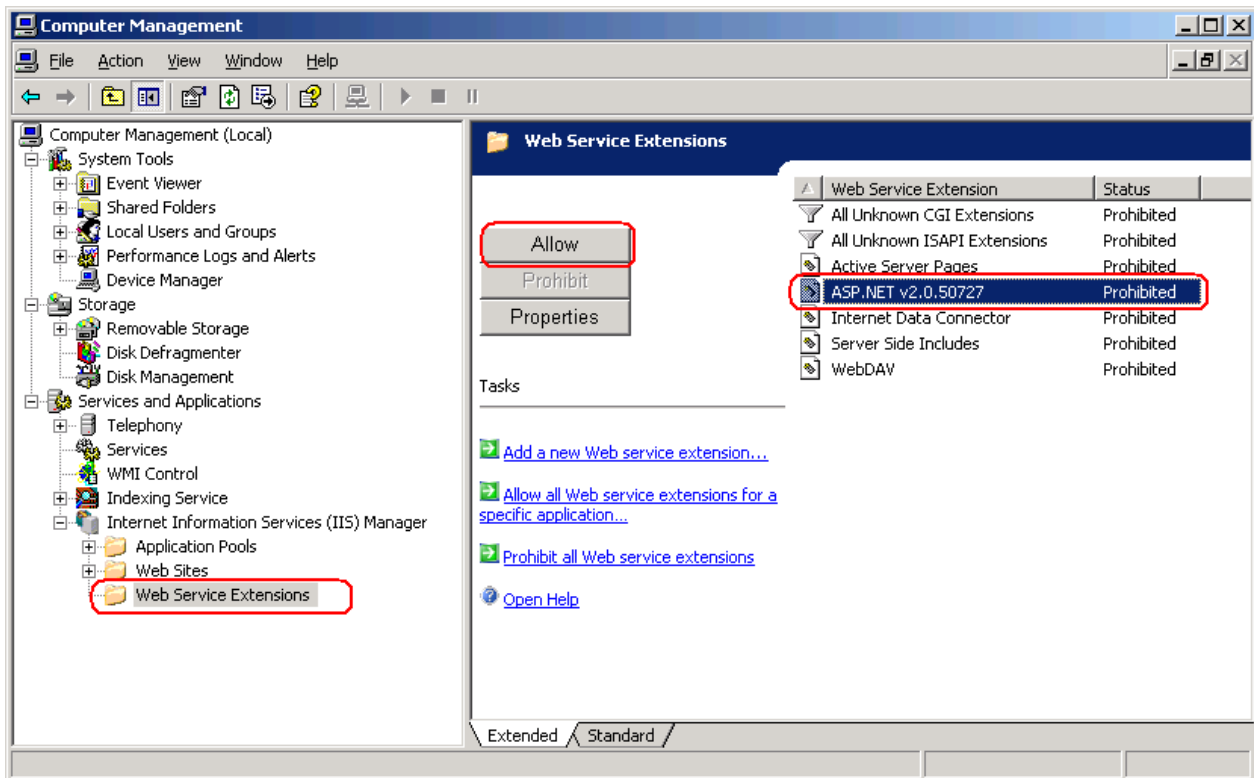 Computer Management
File Action View Window Help
Computer Management (Local)
System Tools
Event Viewer
Shared Folders
Local Users and Groups
Performance Logs and Alerts
Device Manager
Storage
Removable Storage
Disk Defragmenter
Disk Management
Services and Applications
Telephony
Services
WMI Control
Indexing Service
Internet Information Services (IIS) Manager
Application Pools
Web Sites
Web Service Extensions
Web Service Extensions
Allow
Prohibit
Properties
Tasks
Add a new Web service extension...
Allow all Web service extensions for a
specific application...
Prohibit all Web service extensions
Open Help
Web Service Extension Status
All Unknown CGI Extensions Prohibited
All Unknown ISAPI Extensions Prohibited
Active Server Pages Prohibited
ASP.NET v2.0.50727 Prohibited
Internet Data Connector Prohibited
Server Side Includes Prohibited
WebDAV Prohibited
Extended Standard